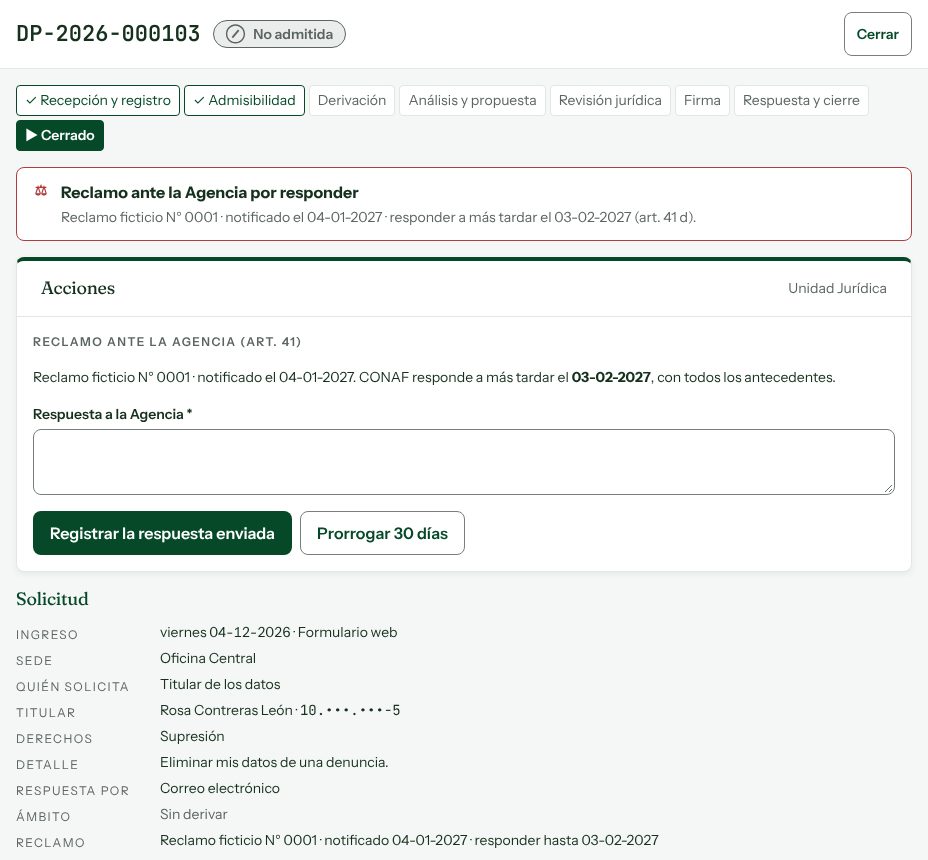 DP-2026-000103 No admitida Cerrar
✓ Recepción y registro ✓ Admisibilidad Derivación Análisis y propuesta Revisión jurídica Firma Respuesta y cierre
▶ Cerrado
Reclamo ante la Agencia por responder
Reclamo ficticio N° 0001 · notificado el 04-01-2027 · responder a más tardar el 03-02-2027 (art. 41 d).
Acciones Unidad Jurídica
RECLAMO ANTE LA AGENCIA (ART. 41)
Reclamo ficticio N° 0001 · notificado el 04-01-2027. CONAF responde a más tardar el 03-02-2027, con todos los antecedentes.
Respuesta a la Agencia *
Registrar la respuesta enviada Prorrogar 30 días
Solicitud
INGRESO viernes 04-12-2026 · Formulario web
SEDE Oficina Central
QUIÉN SOLICITA Titular de los datos
TITULAR Rosa Contreras León · 10.•••.•••-5
DERECHOS Supresión
DETALLE Eliminar mis datos de una denuncia.
RESPUESTA POR Correo electrónico
ÁMBITO Sin derivar
RECLAMO Reclamo ficticio N° 0001 · notificado 04-01-2027 · responder hasta 03-02-2027